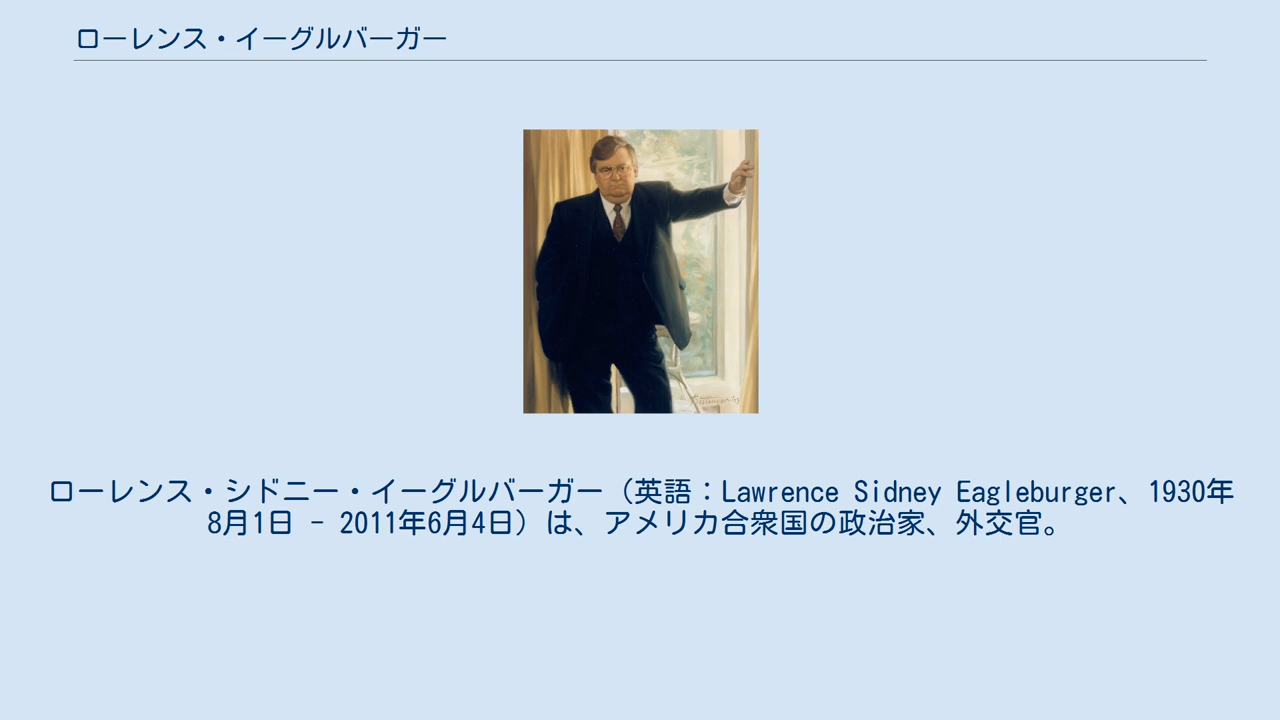 ローレンス・イーグルバーガー
ローレンス・シドニー・イーグルバーガー（英語：Lawrence Sidney Eagleburger、1930年
8月1日 - 2011年6月4日）は、アメリカ合衆国の政治家、外交官。